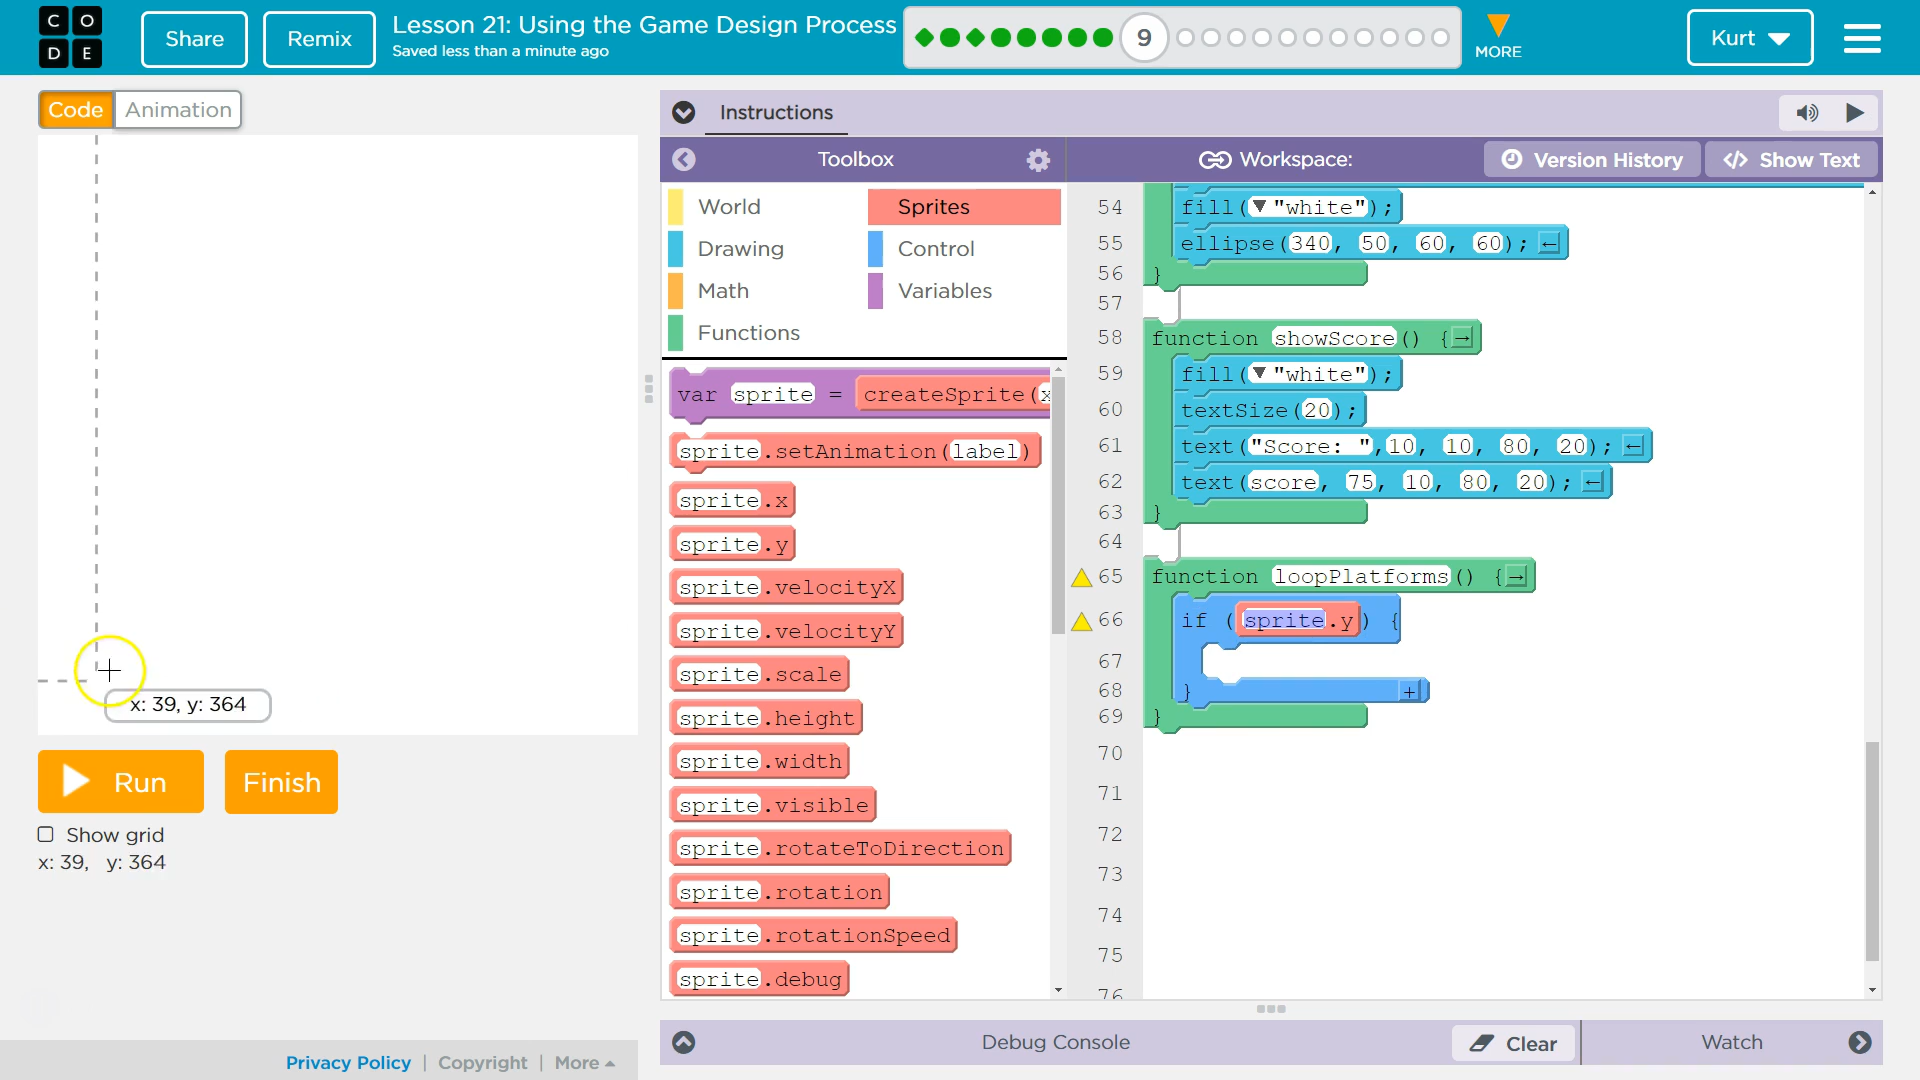 C O
D E
Share
Remix
Lesson 21: Using the Game Design Process
Saved less than a minute ago
9
MORE
Kurt
Code
Animation
Instructions
Toolbox
Workspace:
Version History
</> Show Text
World
Sprites
Drawing
Control
Math
Variables
Functions
var sprite = createSprite(x
sprite.setAnimation(label)
sprite.x
sprite.y
sprite.velocityX
sprite.velocityY
sprite.scale
sprite.height
sprite.width
sprite.visible
sprite.rotateToDirection
sprite.rotation
sprite.rotationSpeed
sprite.debug
54 fill("white");
55 ellipse(340, 50, 60, 60);
56 }
57
58 function showScore() {
59 fill("white");
60 textSize(20);
61 text("Score: ",10, 10, 80, 20);
62 text(score, 75, 10, 80, 20);
63 }
64
65 function loopPlatforms() {
66 if (sprite.y) {
67
68 }
69 }
70
71
72
73
74
75
76
x: 39, y: 364
Run
Finish
Show grid
x: 39, y: 364
Privacy Policy | Copyright | More
Debug Console
Clear
Watch